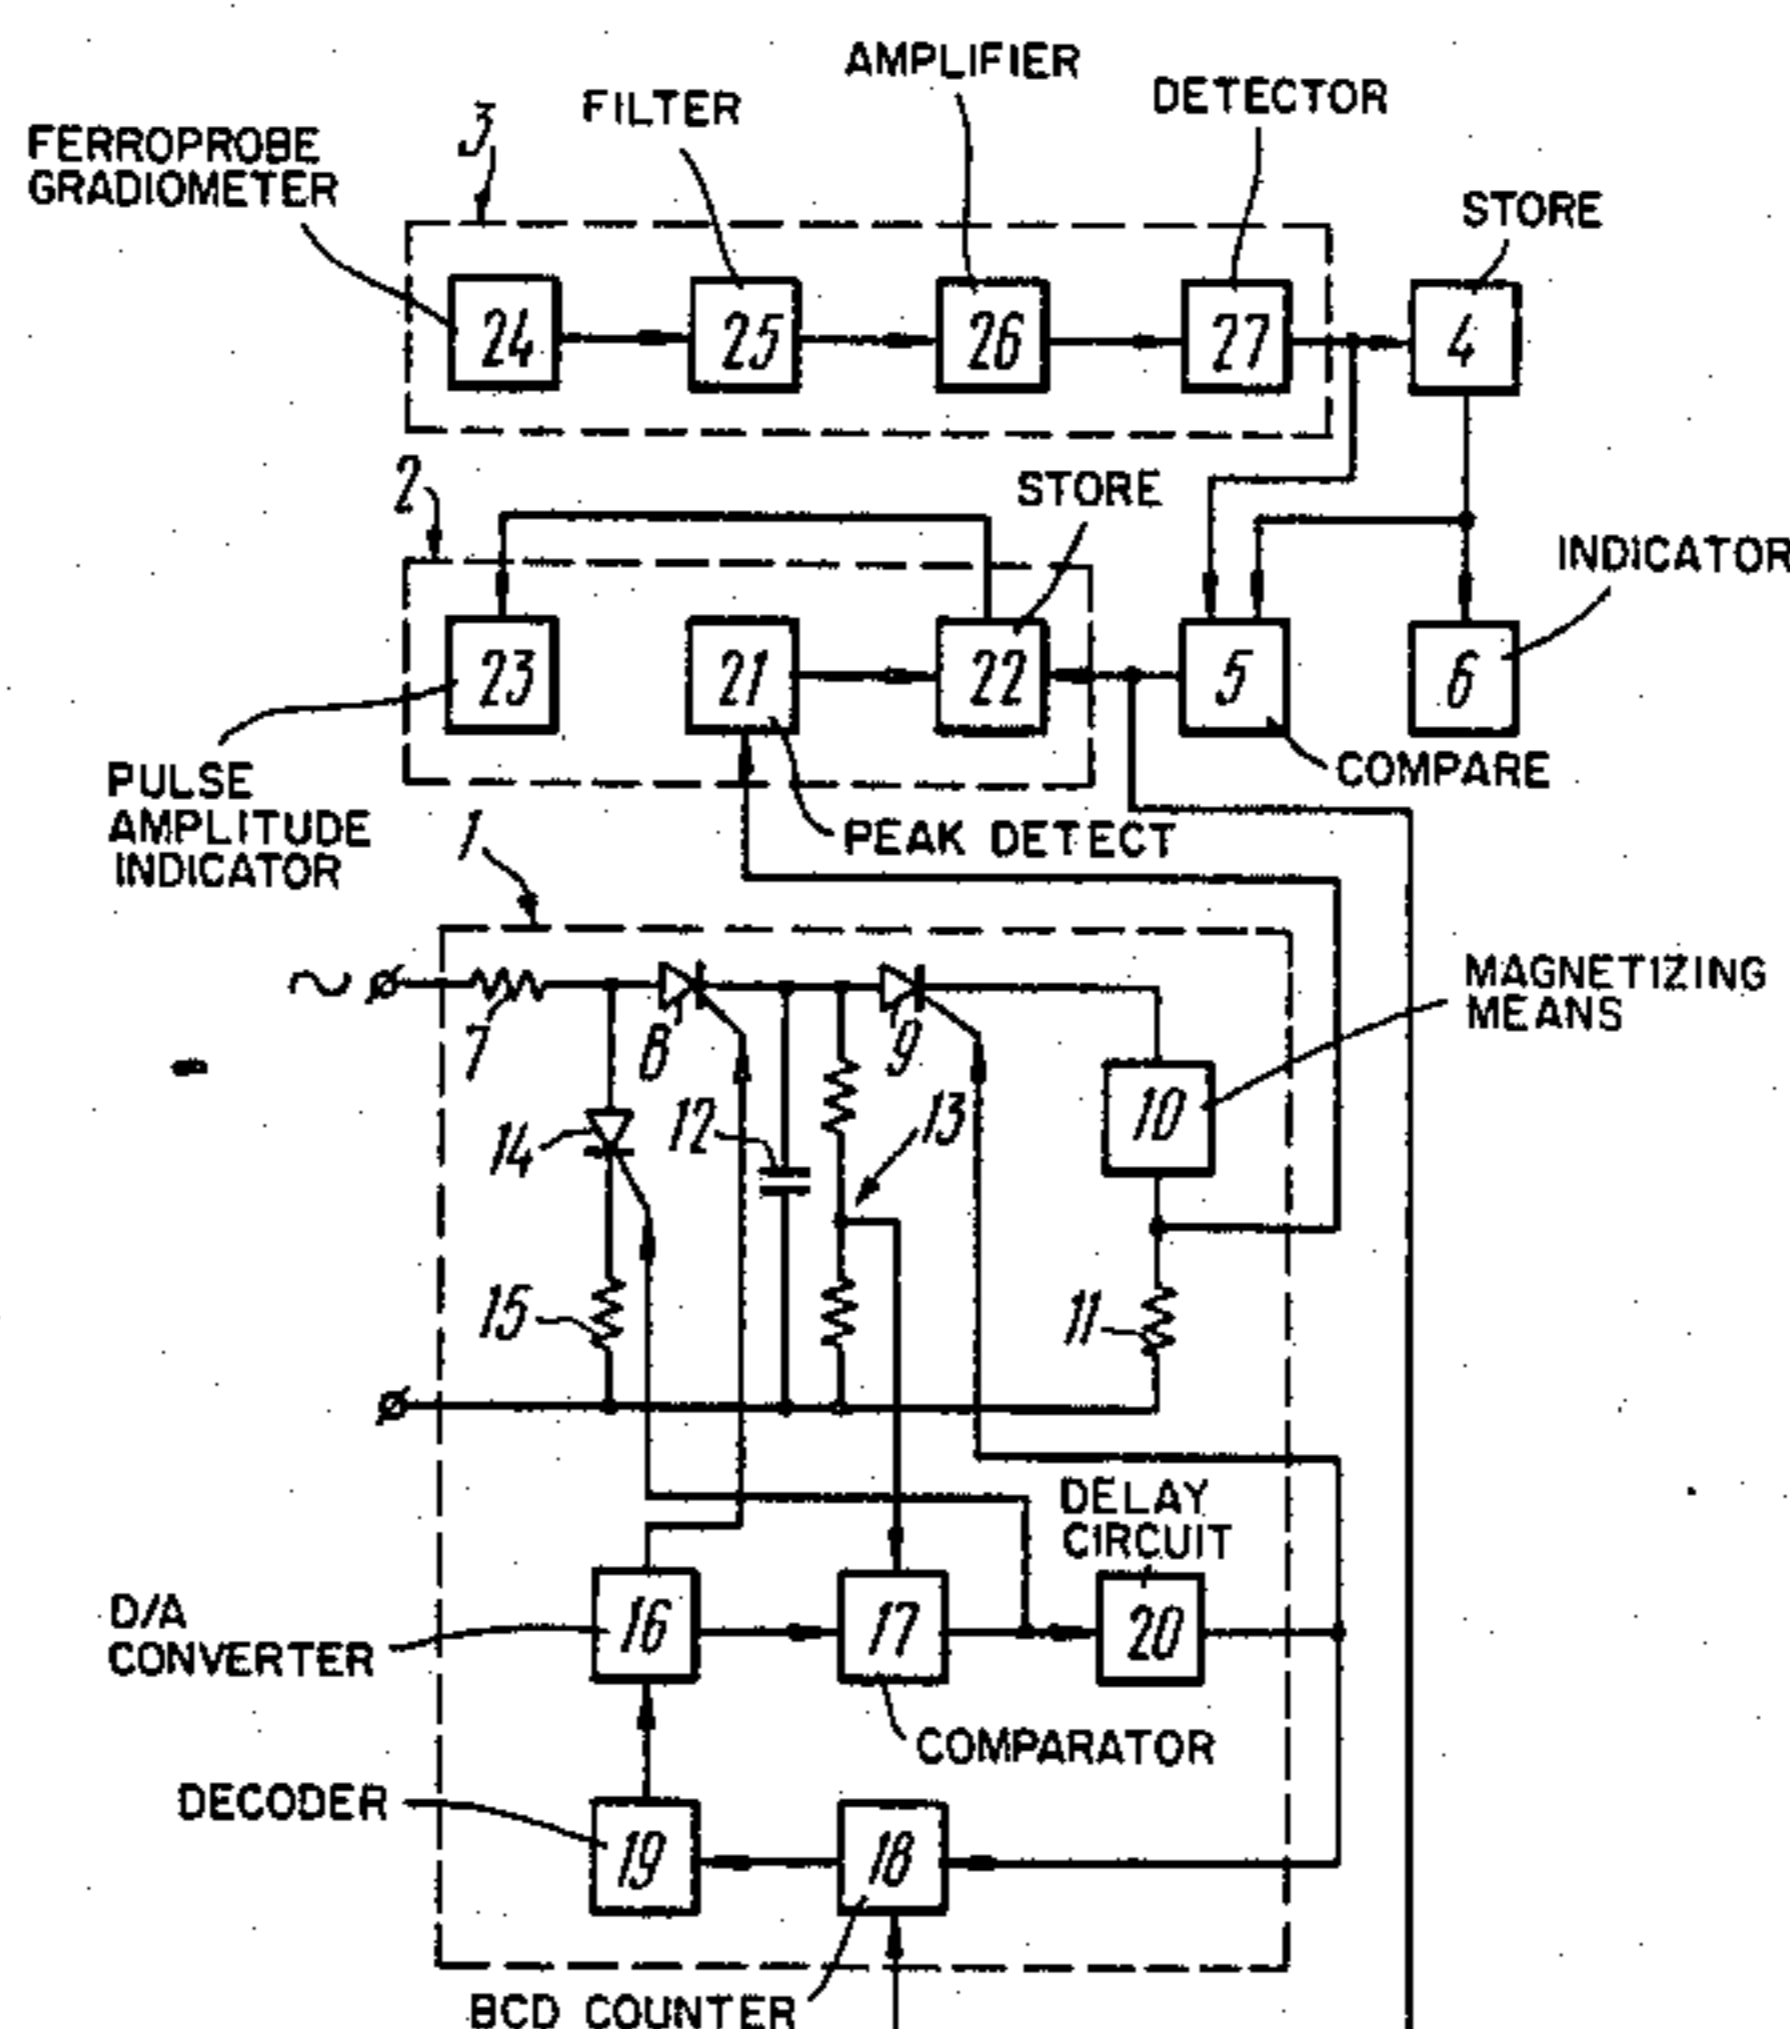 AMPLIFIER
FILTER
DETECTOR
3
FERROPROBE
GRADIOMETER
STORE
24
25
26
27
4
2
STORE
INDICATOR
23
21
22
5
6
COMPARE
PULSE
AMPLITUDE
INDICATOR
PEAK DETECT
1
MAGNETIZING
MEANS
7
8
9
10
14
12
13
15
11
DELAY
CIRCUIT
D/A
CONVERTER
16
17
20
COMPARATOR
DECODER
19
18
BCD COUNTER